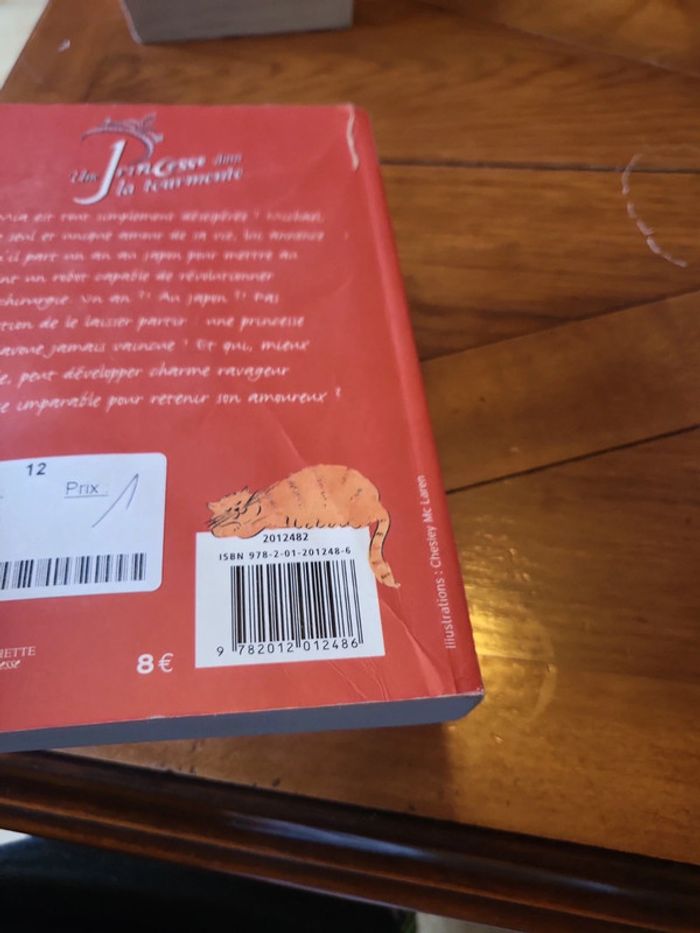 Une Princesse dans
la tourmente
Mia est tout simplement désespérée ! Michael,
seul et unique amour de sa vie, lui annonce
qu'il part un an au Japon pour mettre au
un robot capable de révolutionner
chirurgie. Un an ?! Au Japon ?! Pas
de le laisser partir : une princesse
jamais vaincue ! Et qui, mieux
peut développer charme ravageur
imparable pour retenir son amoureux ?
12
Prix : 1
2012482
ISBN 978-2-01-201248-6
9 782012 012486
8 €
Illustrations : Chesley Mc Laren